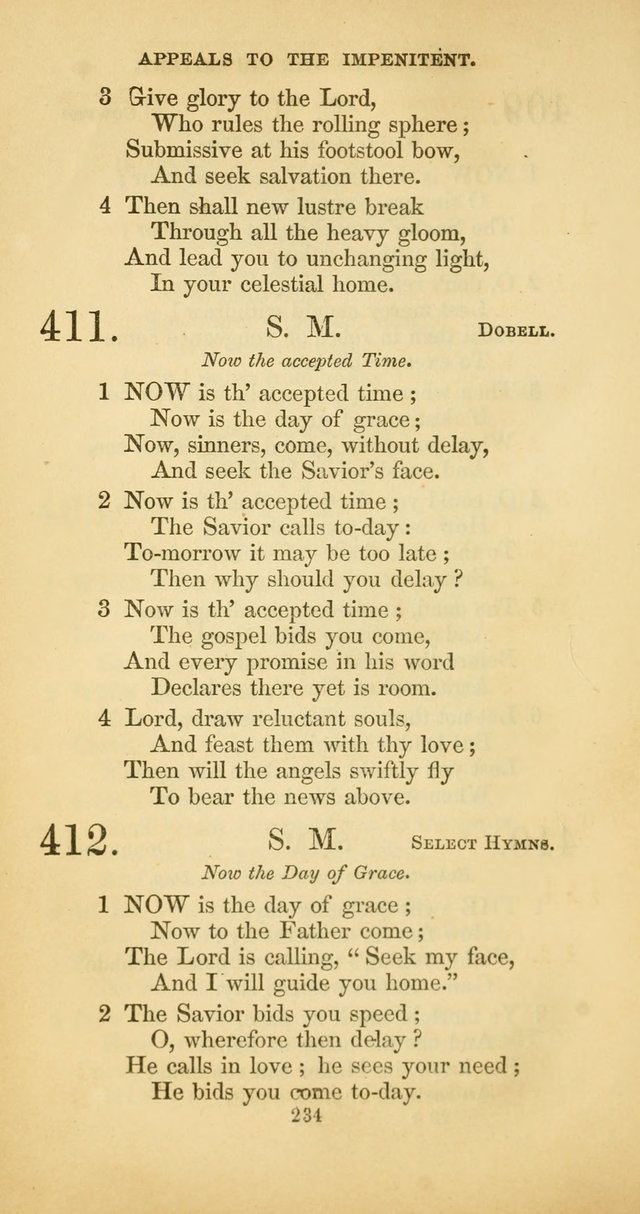 APPEALS TO THE IMPENITENT.
3 Give glory to the Lord,
Who rules the rolling sphere;
Submissive at his footstool bow,
And seek salvation there.
4 Then shall new lustre break
Through all the heavy gloom,
And lead you to unchanging light,
In your celestial home.
411. S. M. DOBELL.
Now the accepted Time.
1 NOW is th' accepted time;
Now is the day of grace;
Now, sinners, come, without delay,
And seek the Savior's face.
2 Now is th' accepted time;
The Savior calls to-day:
To-morrow it may be too late;
Then why should you delay?
3 Now is th' accepted time;
The gospel bids you come,
And every promise in his word
Declares there yet is room.
4 Lord, draw reluctant souls,
And feast them with thy love;
Then will the angels swiftly fly
To bear the news above.
412. S. M. SELECT HYMNS.
Now the Day of Grace.
1 NOW is the day of grace;
Now to the Father come;
The Lord is calling, "Seek my face,
And I will guide you home."
2 The Savior bids you speed;
O, wherefore then delay?
He calls in love; he sees your need;
He bids you come to-day.
234